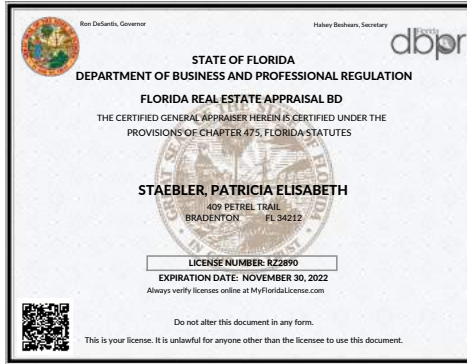 Ron DeSantis, Governor
Halsey Beshears, Secretary
Florida
dbpr
STATE OF FLORIDA
DEPARTMENT OF BUSINESS AND PROFESSIONAL REGULATION
FLORIDA REAL ESTATE APPRAISAL BD
THE CERTIFIED GENERAL APPRAISER HEREIN IS CERTIFIED UNDER THE
PROVISIONS OF CHAPTER 475, FLORIDA STATUTES
STAEBLER, PATRICIA ELISABETH
409 PETREL TRAIL
BRADENTON FL 34212
LICENSE NUMBER: RZ2890
EXPIRATION DATE: NOVEMBER 30, 2022
Always verify licenses online at MyFloridaLicense.com
Do not alter this document in any form.
This is your license. It is unlawful for anyone other than the licensee to use this document.